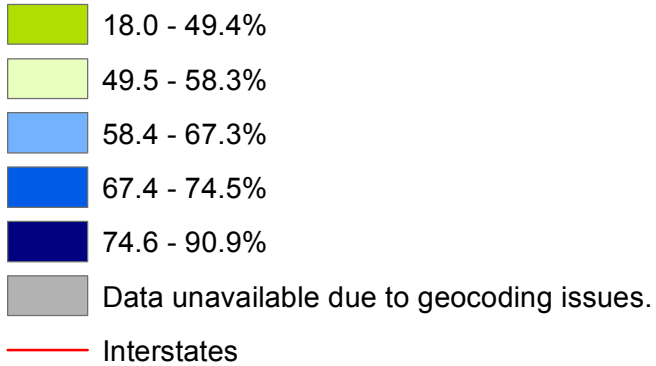 18.0 - 49.4%
49.5 - 58.3%
58.4 - 67.3%
67.4 - 74.5%
74.6 - 90.9%
Data unavailable due to geocoding issues.
Interstates